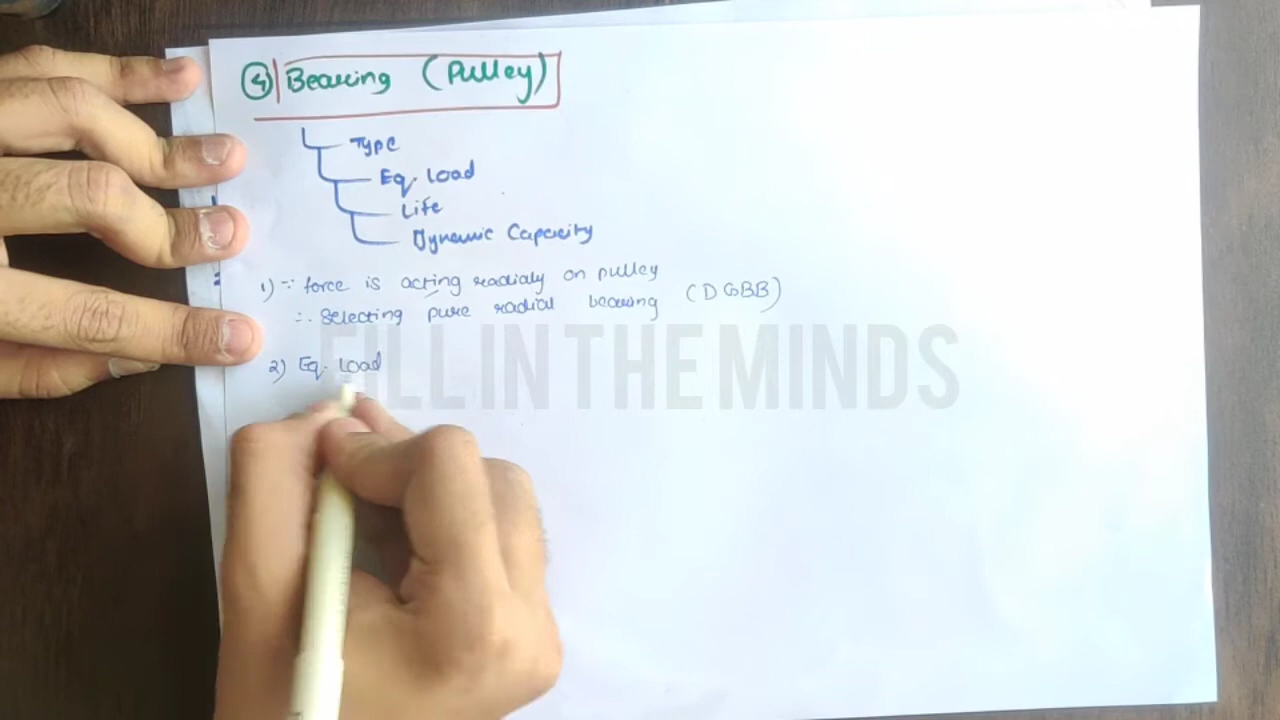 ④ Bearing (Pulley)
Type
Eq. Load
Life
Dynamic Capacity
1) ∵ force is acting radialy on pulley
∴ Selecting pure radial bearing (DGBB)
2) Eq. Load
FILL IN THE MINDS